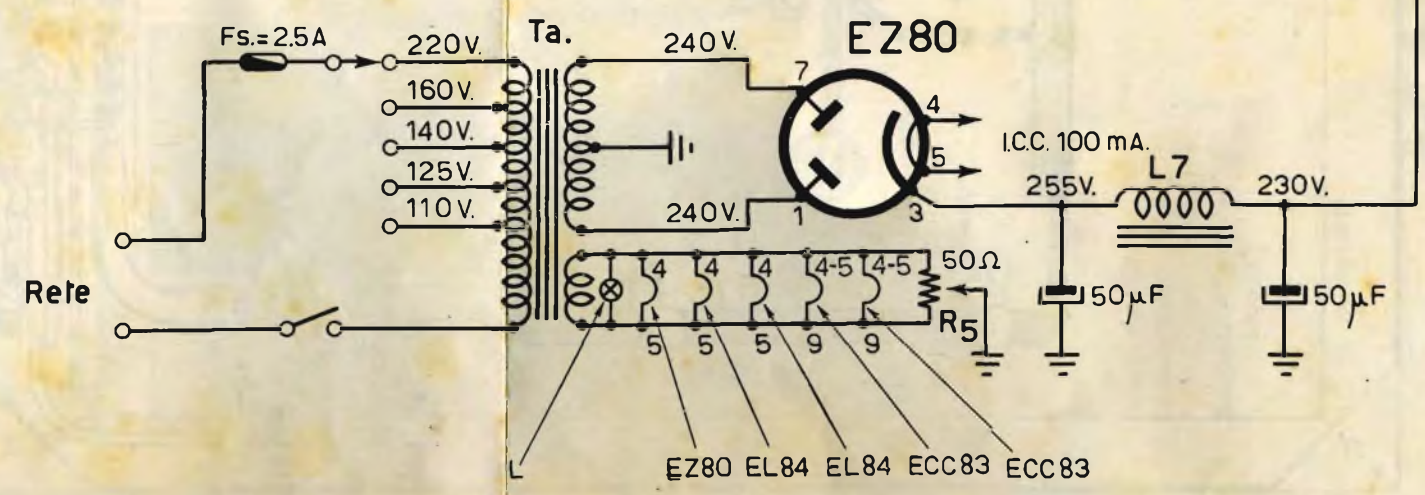 Fs.=2.5A
220V.
160V.
140V.
125V.
110V.
Rete
Ta.
240V.
240V.
EZ80
7
1
4
5
3
I.C.C. 100 mA.
255V.
L7
230V.
50µF
50µF
4
4
4
4-5
4-5
50Ω
R5
5
5
5
9
9
L
EZ80
EL84
EL84
ECC83
ECC83